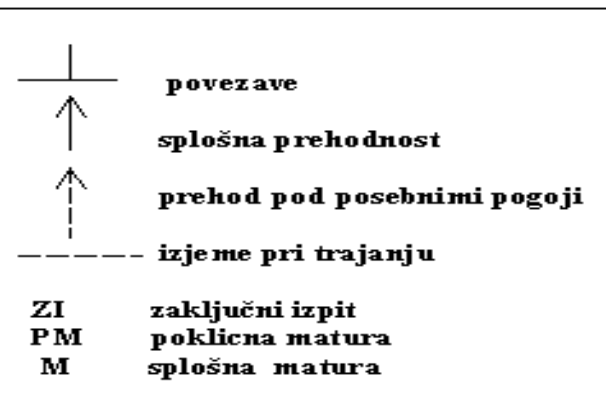 povezave
splošna prehodnost
prehod pod posebnimi pogoji
izjeme pri trajanju
ZI zaključni izpit
PM poklicna matura
M splošna matura